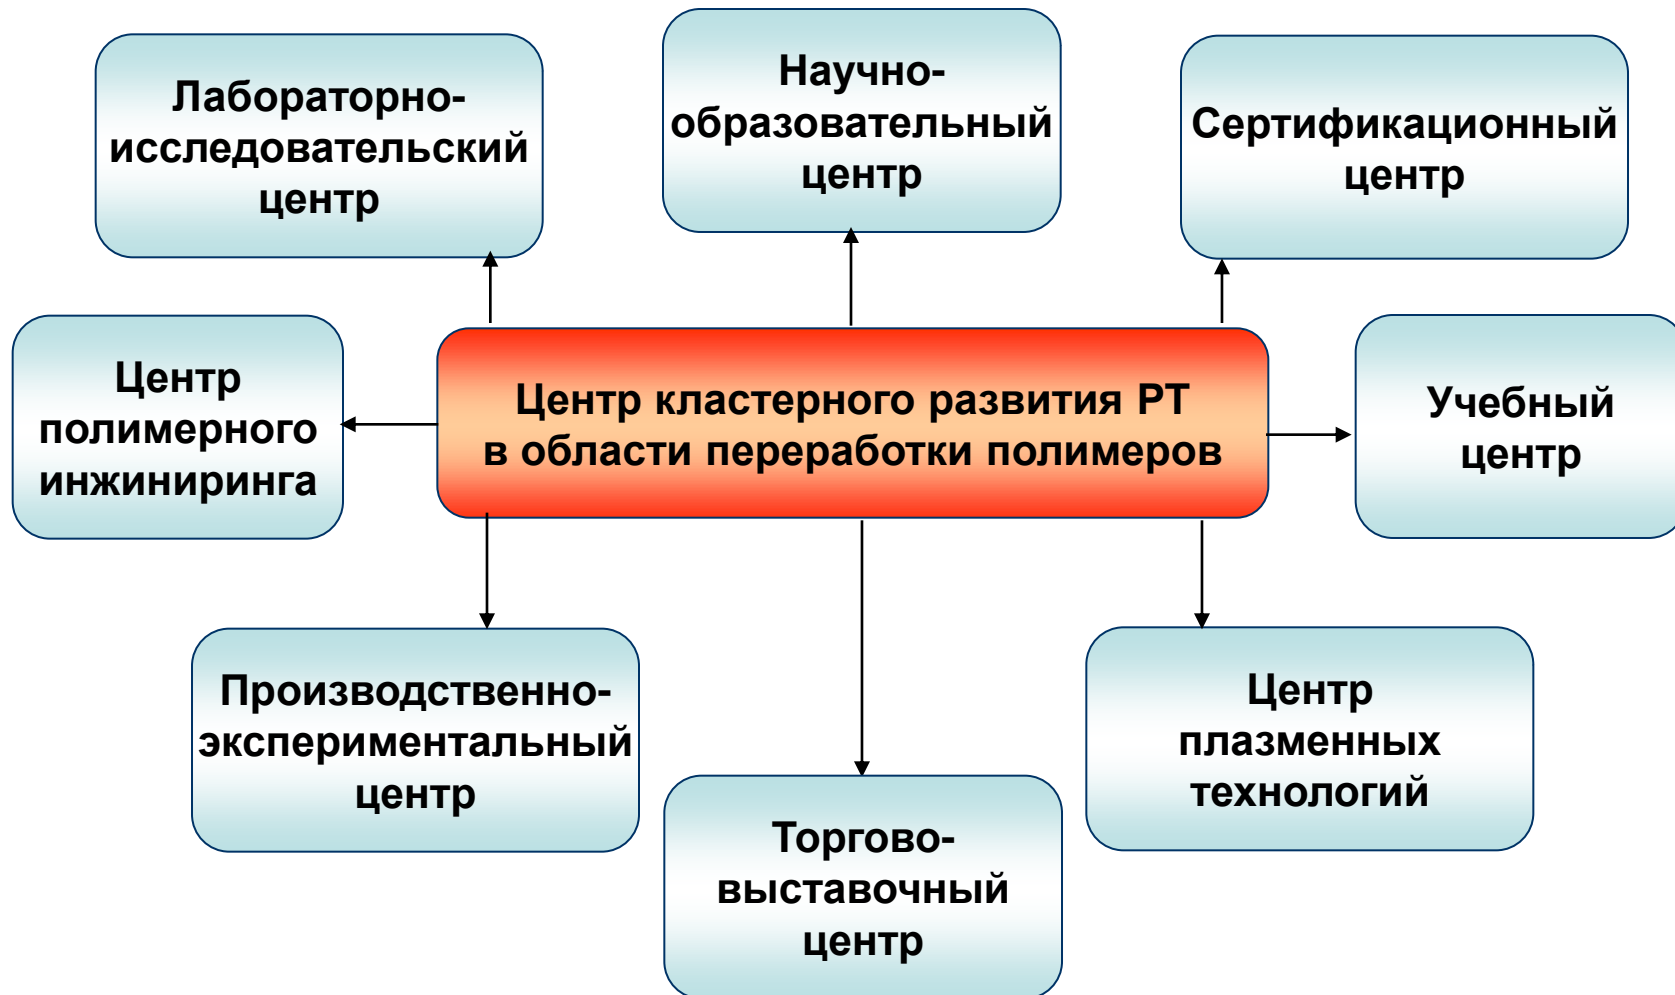 Лабораторно-
исследовательский
центр
Научно-
образовательный
центр
Сертификационный
центр
Центр
полимерного
инжиниринга
Центр кластерного развития РТ
в области переработки полимеров
Учебный
центр
Производственно-
экспериментальный
центр
Торгово-
выставочный
центр
Центр
плазменных
технологий